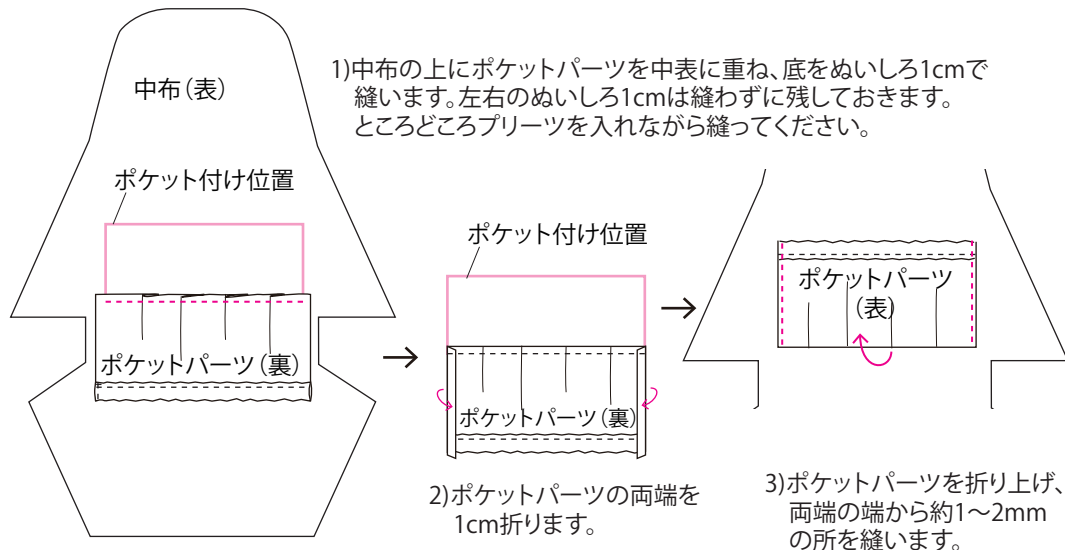 中布（表）
1)中布の上にポケットパーツを中表に重ね、底をぬいしろ1cmで
縫います。左右のぬいしろ1cmは縫わずに残しておきます。
ところどころプリーツを入れながら縫ってください。
ポケット付け位置
ポケットパーツ（裏）
ポケット付け位置
ポケットパーツ（裏）
2)ポケットパーツの両端を
1cm折ります。
ポケットパーツ
（表）
3)ポケットパーツを折り上げ、
両端の端から約1〜2mm
の所を縫います。